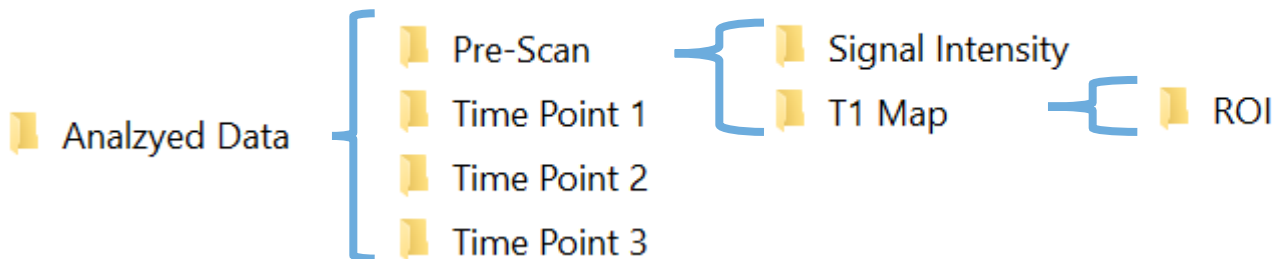 Analzyed Data
Pre-Scan
Time Point 1
Time Point 2
Time Point 3
Signal Intensity
T1 Map
ROI